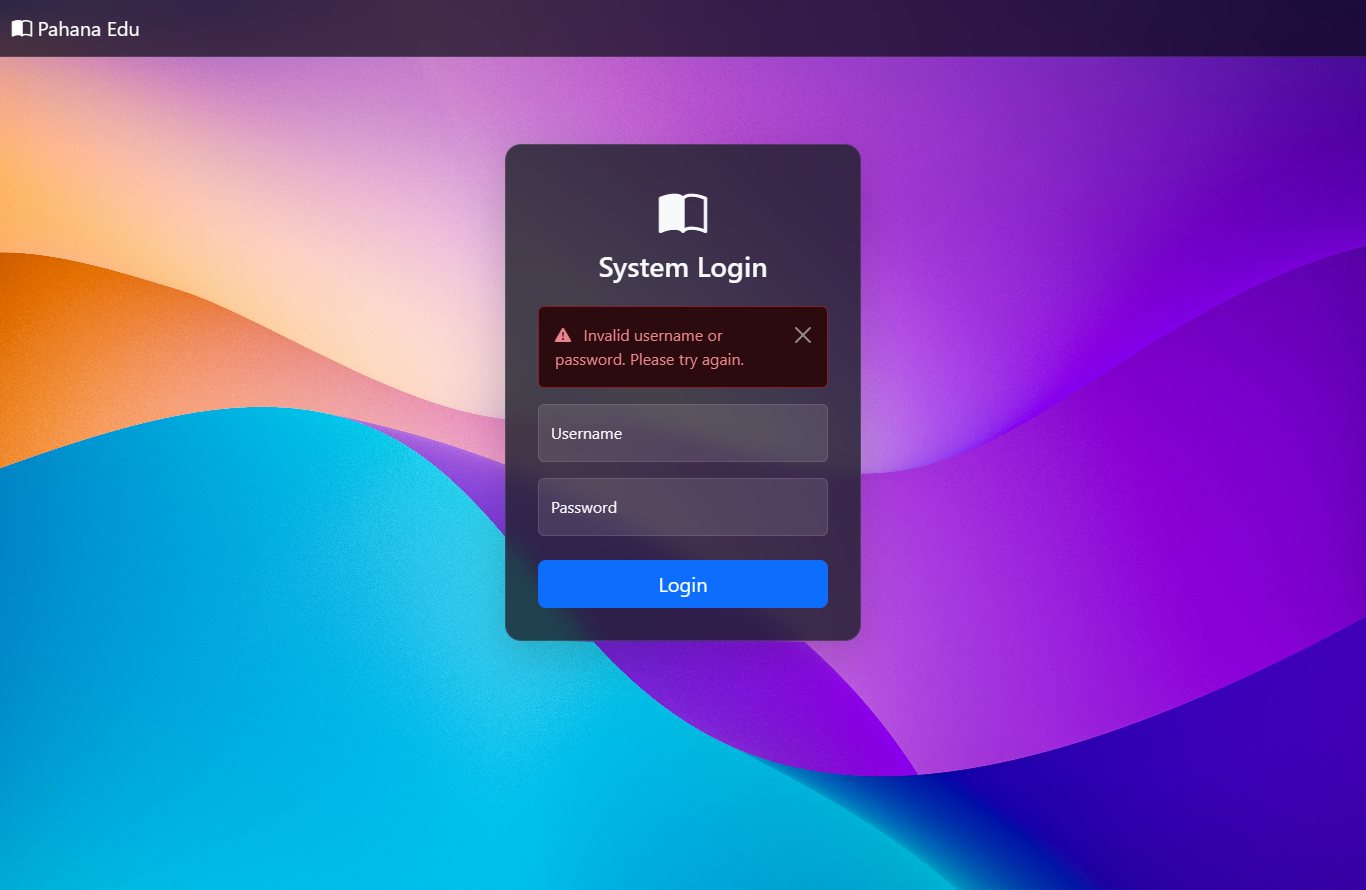 Pahana Edu
System Login
Invalid username or
password. Please try again.
Username
Password
Login